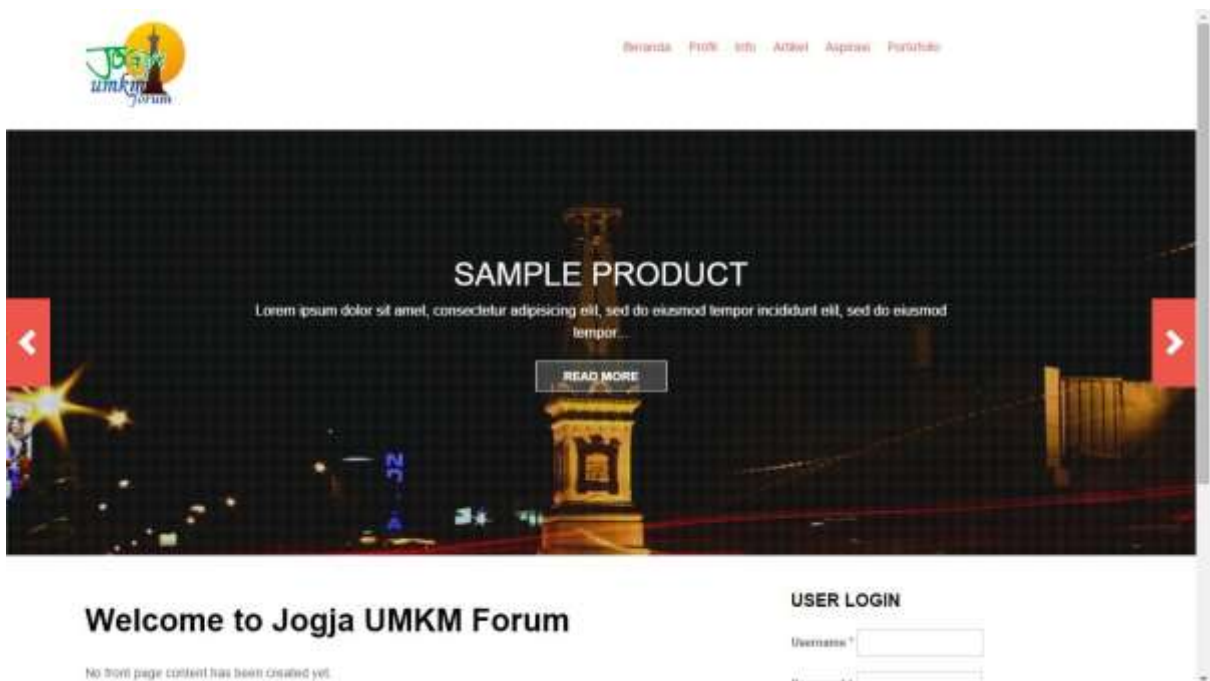 JOGJA
umkm
forum
Beranda Profil Info Artikel Aspirasi Portofolio
SAMPLE PRODUCT
Lorem ipsum dolor sit amet, consectetur adipisicing elit, sed do eiusmod tempor incididunt elit, sed do eiusmod
tempor...
READ MORE
Welcome to Jogja UMKM Forum
No front page content has been created yet.
USER LOGIN
Username *